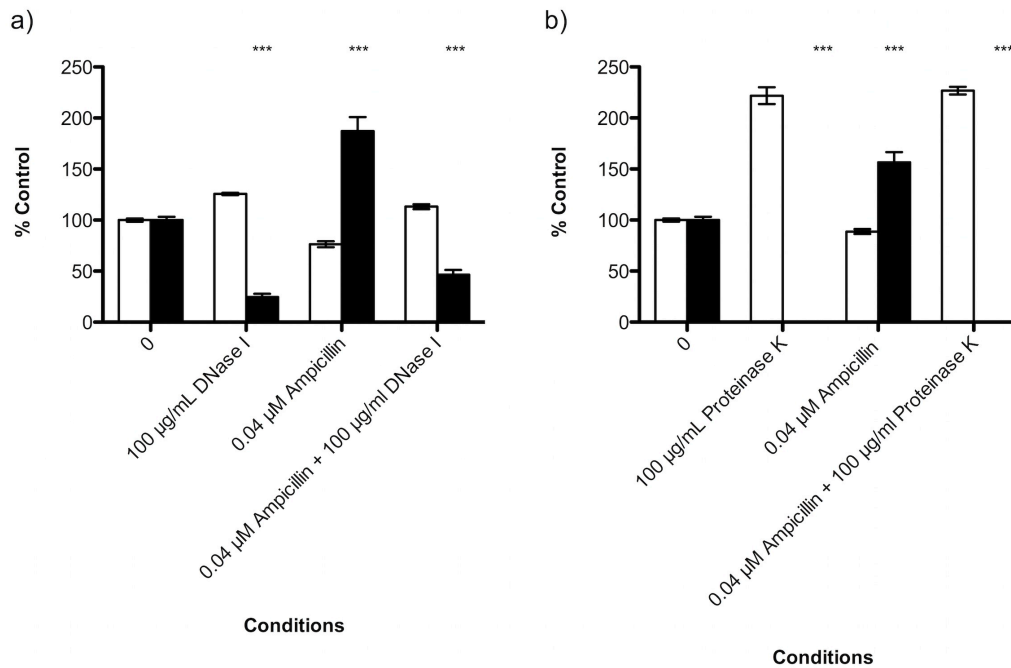 a)
*** *** ***
250
200
150
100
50
0
% Control
0
100 µg/mL DNase I
0.04 µM Ampicillin
0.04 µM Ampicillin + 100 µg/ml DNase I
Conditions
b)
*** *** ***
250
200
150
100
50
0
% Control
0
100 µg/mL Proteinase K
0.04 µM Ampicillin
0.04 µM Ampicillin + 100 µg/ml Proteinase K
Conditions